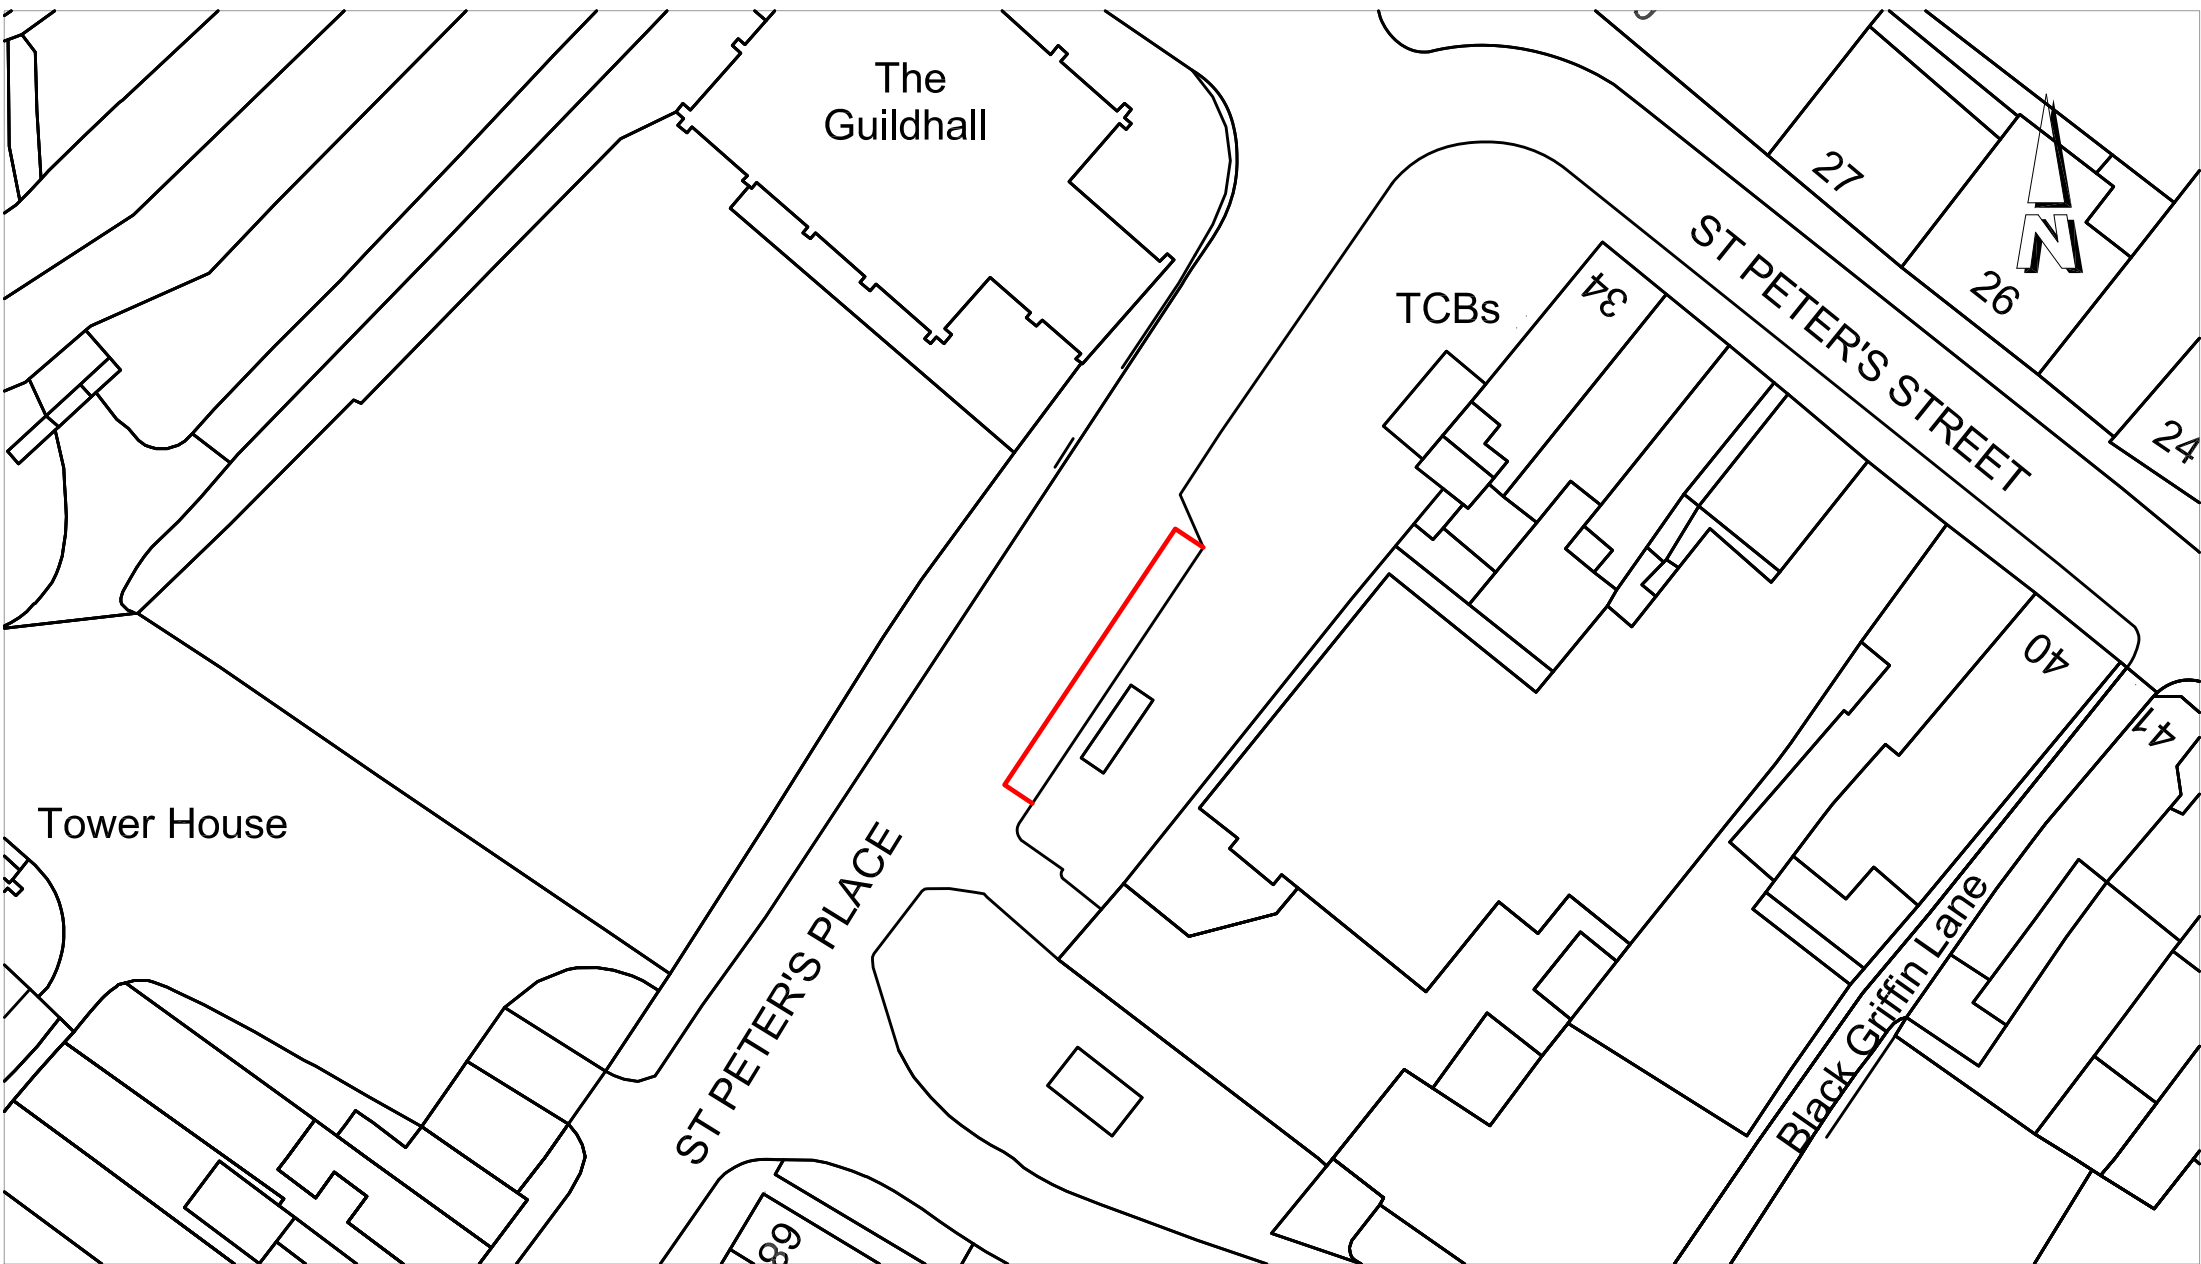 The
Guildhall
27
N
ST PETER'S STREET
26
34
TCBs
24
40
41
Tower House
ST PETER'S PLACE
Black Griffin Lane
89